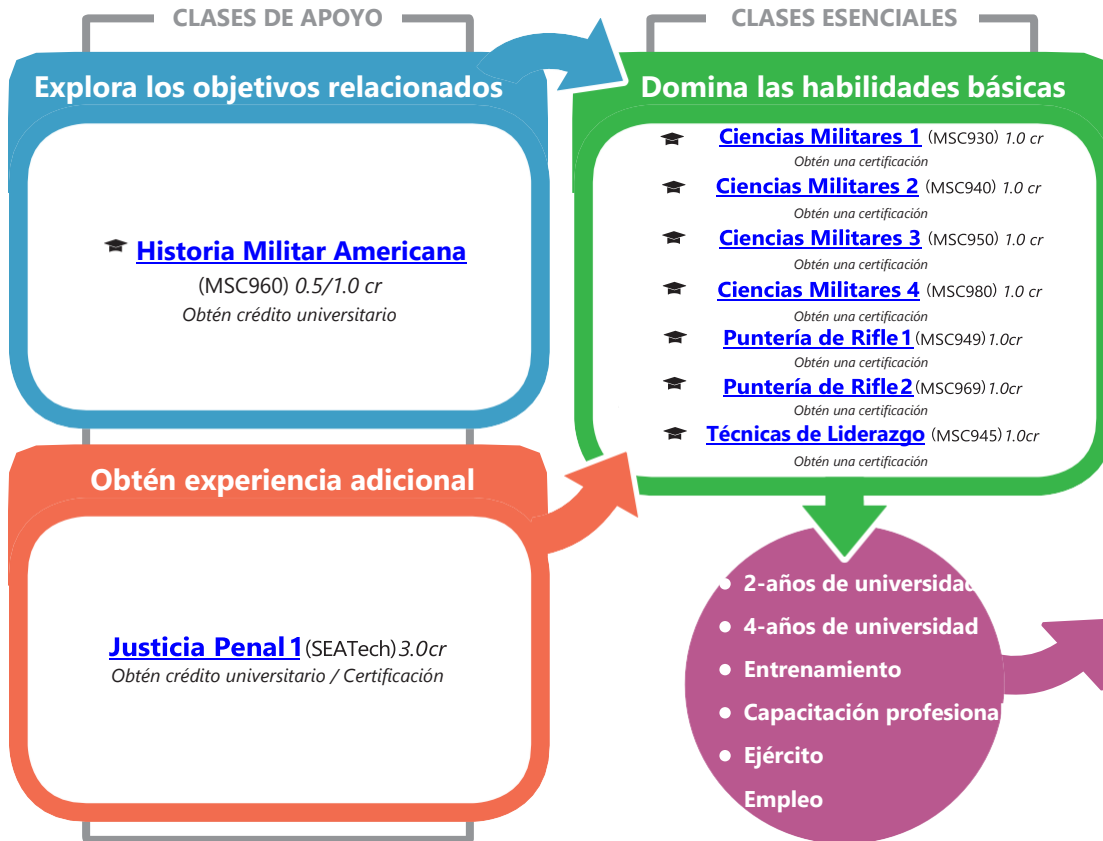 CLASES DE APOYO
Explora los objetivos relacionados
Historia Militar Americana
(MSC960) 0.5/1.0 cr
Obtén crédito universitario
Obtén experiencia adicional
Justicia Penal 1 (SEATech) 3.0cr
Obtén crédito universitario / Certificación
CLASES ESENCIALES
Domina las habilidades básicas
Ciencias Militares 1 (MSC930) 1.0 cr
Obtén una certificación
Ciencias Militares 2 (MSC940) 1.0 cr
Obtén una certificación
Ciencias Militares 3 (MSC950) 1.0 cr
Obtén una certificación
Ciencias Militares 4 (MSC980) 1.0 cr
Obtén una certificación
Puntería de Rifle 1 (MSC949) 1.0cr
Obtén una certificación
Puntería de Rifle 2 (MSC969) 1.0cr
Obtén una certificación
Técnicas de Liderazgo (MSC945) 1.0cr
Obtén una certificación
• 2-años de universidad
• 4-años de universidad
• Entrenamiento
• Capacitación profesional
• Ejército
Empleo